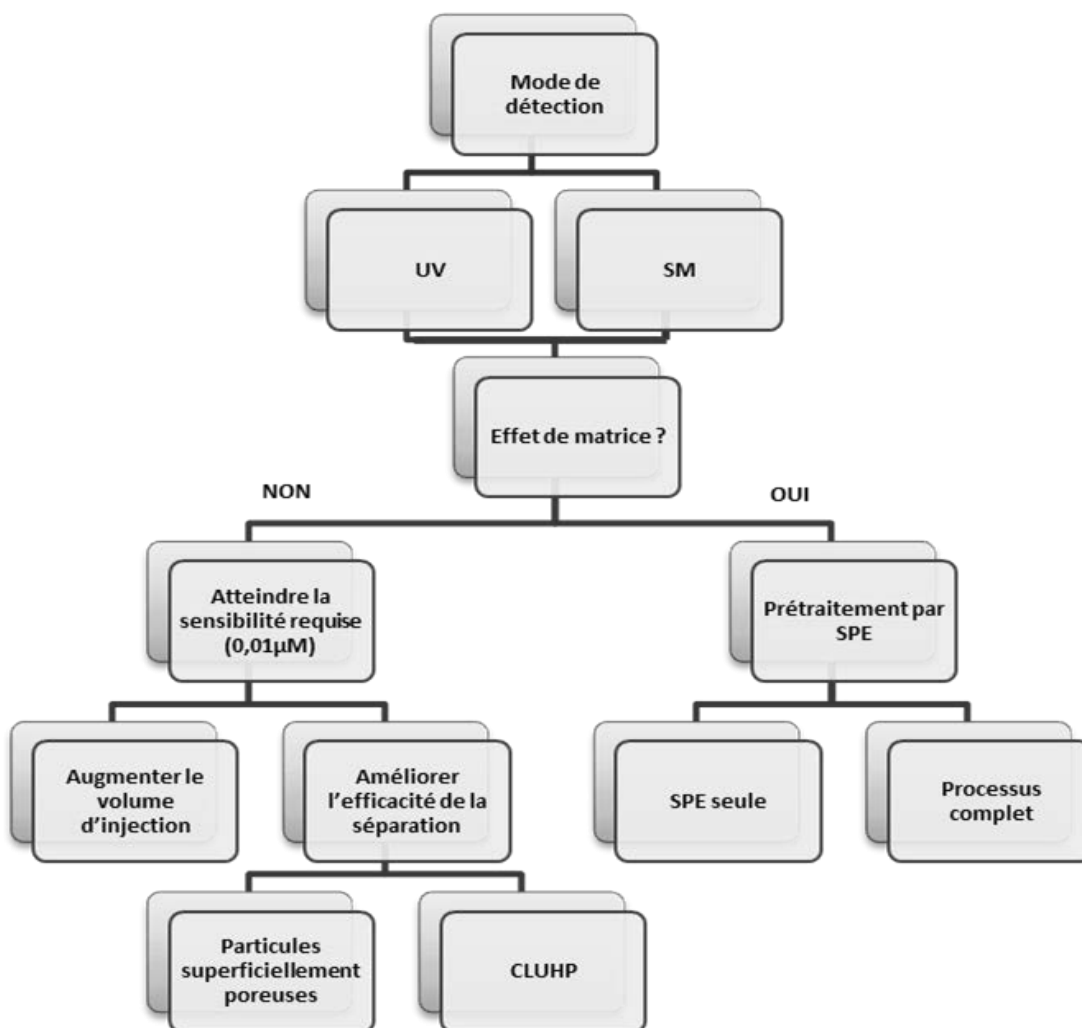 Mode de
détection
UV
SM
Effet de matrice ?
NON
OUI
Atteindre la
sensibilité requise
(0,01µM)
Prétraitement par
SPE
Augmenter le
volume
d'injection
Améliorer
l'efficacité de la
séparation
SPE seule
Processus
complet
Particules
superficiellement
poreuses
CLUHP